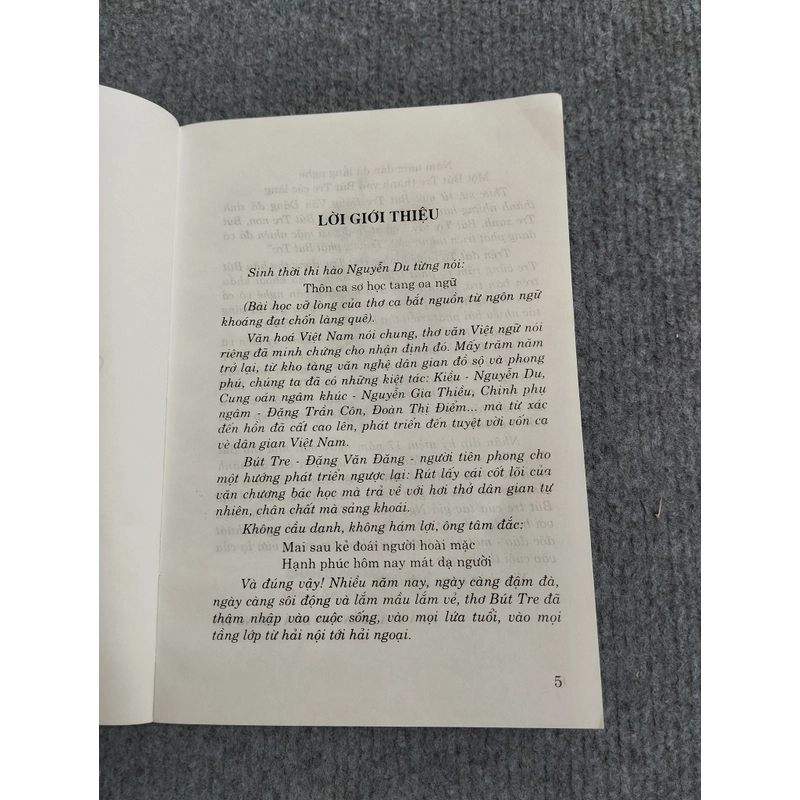 LỜI GIỚI THIỆU
Sinh thời thi hào Nguyễn Du từng nói:
Thôn ca sơ học tang oa ngữ
(Bài học vỡ lòng của thơ ca bắt nguồn từ ngôn ngữ
khoáng đạt chốn làng quê).
Văn hoá Việt Nam nói chung, thơ văn Việt ngữ nói
riêng đã minh chứng cho nhận định đó. Mấy trăm năm
trở lại, từ kho tàng văn nghệ dân gian đồ sộ và phong
phú, chúng ta đã có những kiệt tác: Kiều - Nguyễn Du,
Cung oán ngâm khúc - Nguyễn Gia Thiều, Chinh phụ
ngâm - Đặng Trần Côn, Đoàn Thị Điểm... mà từ xác
đến hồn đã cất cao lên, phát triển đến tuyệt vời vốn ca
vè dân gian Việt Nam.
Bút Tre - Đặng Văn Đăng - người tiên phong cho
một hướng phát triển ngược lại: Rút lấy cái cốt lõi của
văn chương bác học mà trả về với hơi thở dân gian tự
nhiên, chân chất mà sảng khoái.
Không cầu danh, không hám lợi, ông tâm đắc:
Mai sau kẻ đoái người hoài mặc
Hạnh phúc hôm nay mát dạ người
Và đúng vậy! Nhiều năm nay, ngày càng đậm đà,
ngày càng sôi động và lắm mầu lắm vẻ, thơ Bút Tre đã
thâm nhập vào cuộc sống, vào mọi lứa tuổi, vào mọi
tầng lớp từ hải nội tới hải ngoại.
5